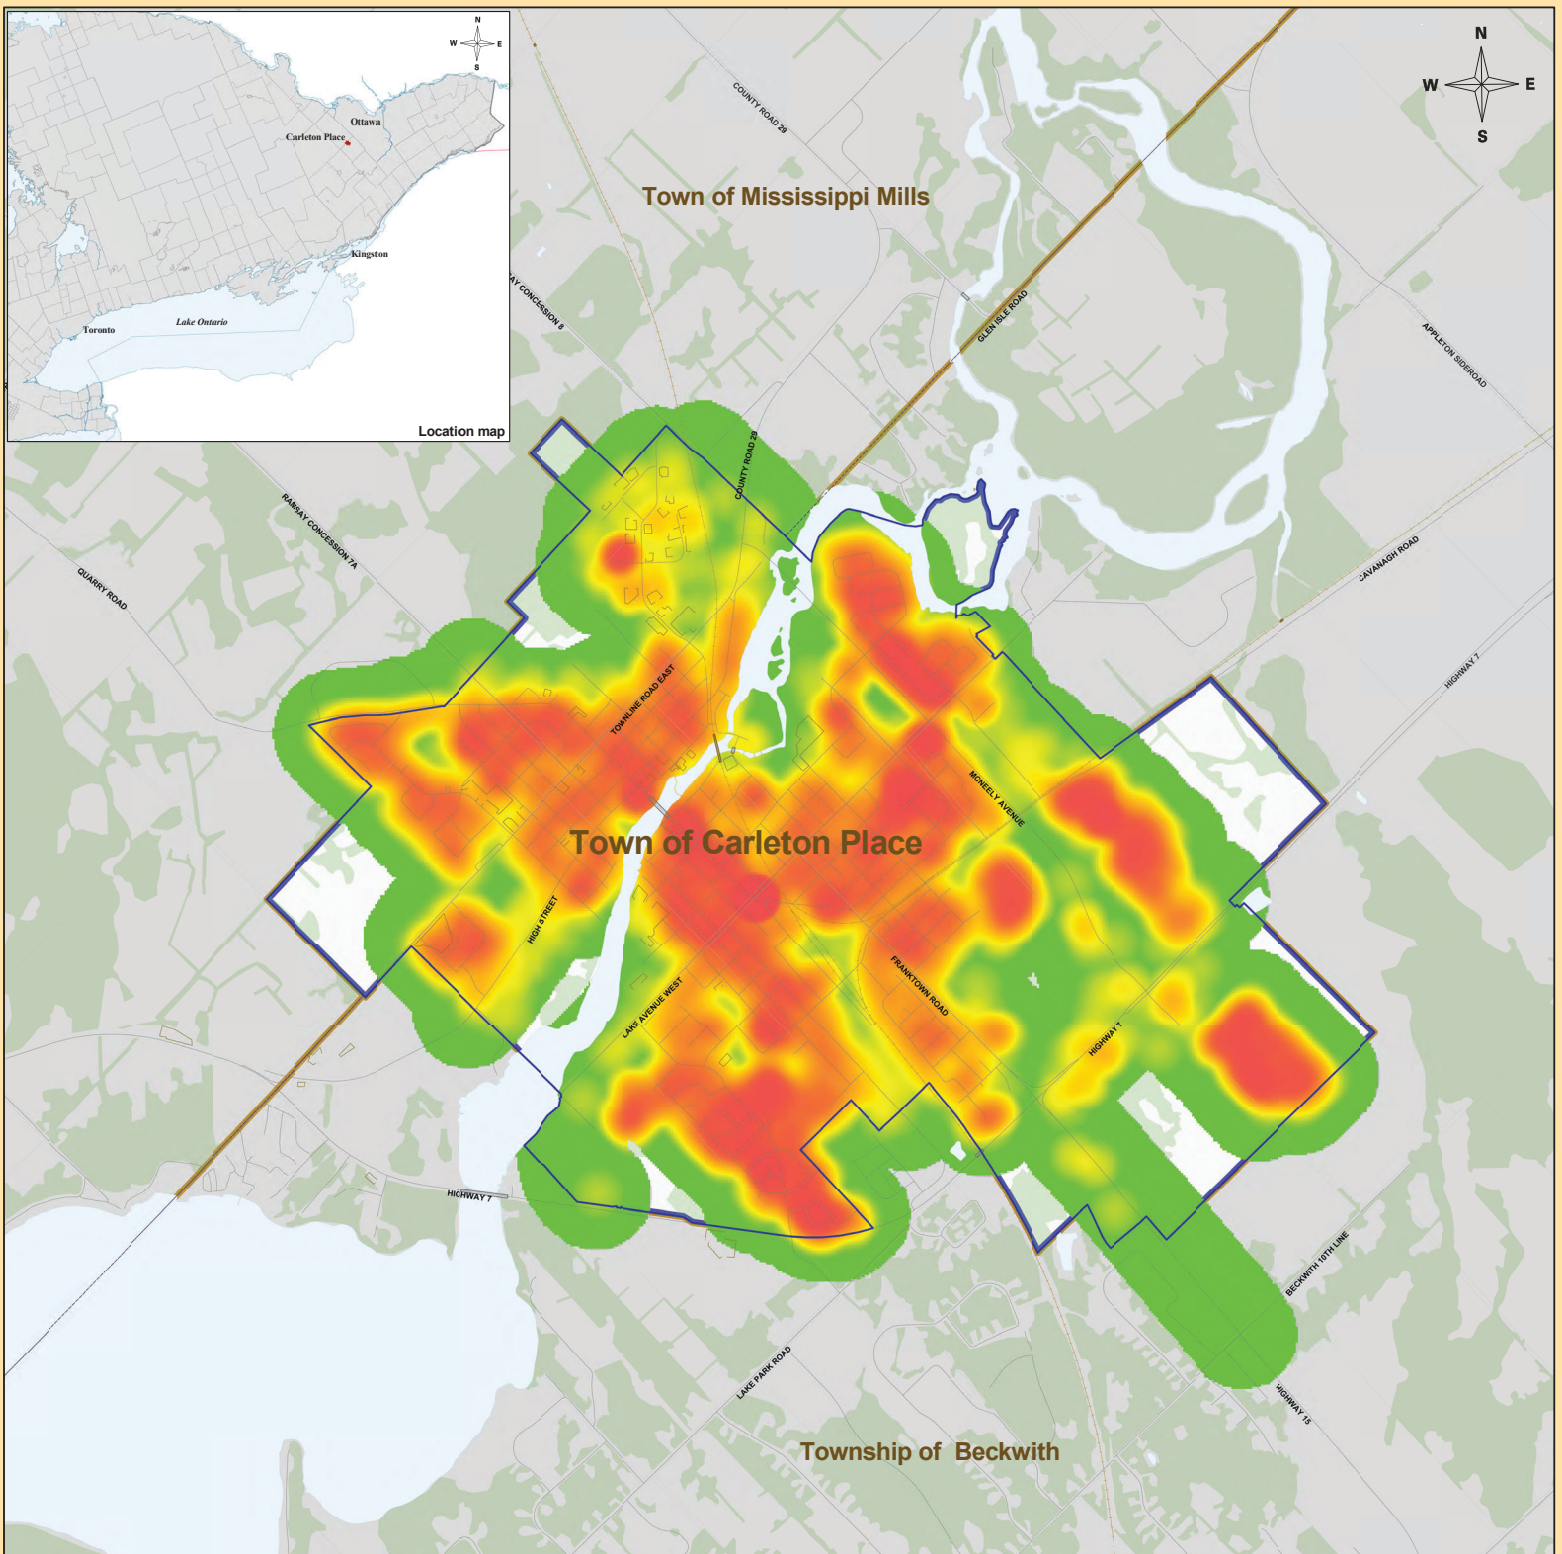 N
W E
S
Ottawa
Carleton Place
Kingston
Toronto
Lake Ontario
Location map
N
W E
S
COUNTY ROAD 29
Town of Mississippi Mills
AY CONCESSION 8
GLEN ISLE ROAD
APPLETON SIDEROAD
COUNTY ROAD 29
RAMSAY CONCESSION 7A
QUARRY ROAD
CAVANAGH ROAD
HIGHWAY 7
TOWNLINE ROAD EAST
MCNEELY AVENUE
Town of Carleton Place
HIGH STREET
FRANKTOWN ROAD
LAKE AVENUE WEST
HIGHWAY 7
HIGHWAY 7
BECKWITH 10TH LINE
LAKE PARK ROAD
HIGHWAY 15
Township of Beckwith